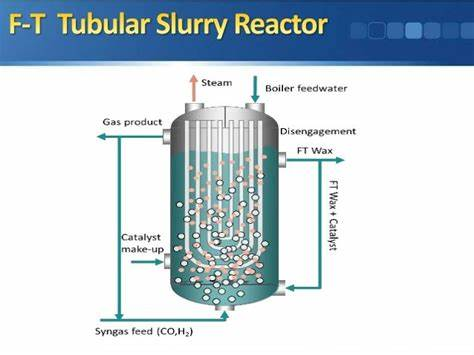 F-T Tubular Slurry Reactor
Steam
Boiler feedwater
Gas product
Disengagement
FT Wax
FT Wax + Catalyst
Catalyst
make-up
Syngas feed (CO,H₂)